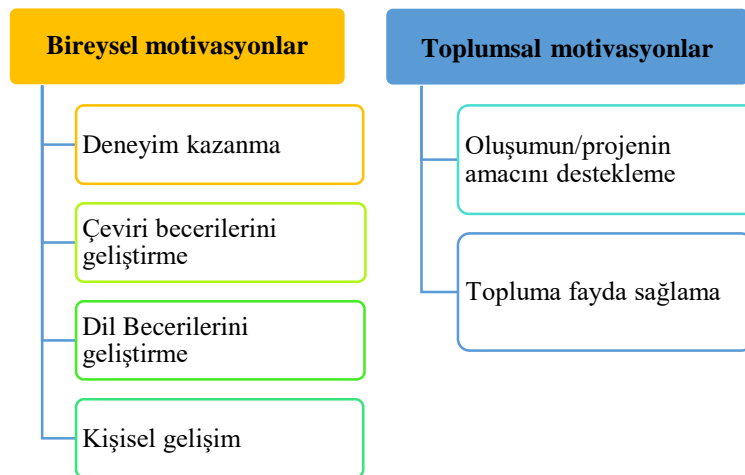 Bireysel motivasyonlar
Deneyim kazanma
Çeviri becerilerini
geliştirme
Dil Becerilerini
geliştirme
Kişisel gelişim
Toplumsal motivasyonlar
Oluşumun/projenin
amacını destekleme
Topluma fayda sağlama